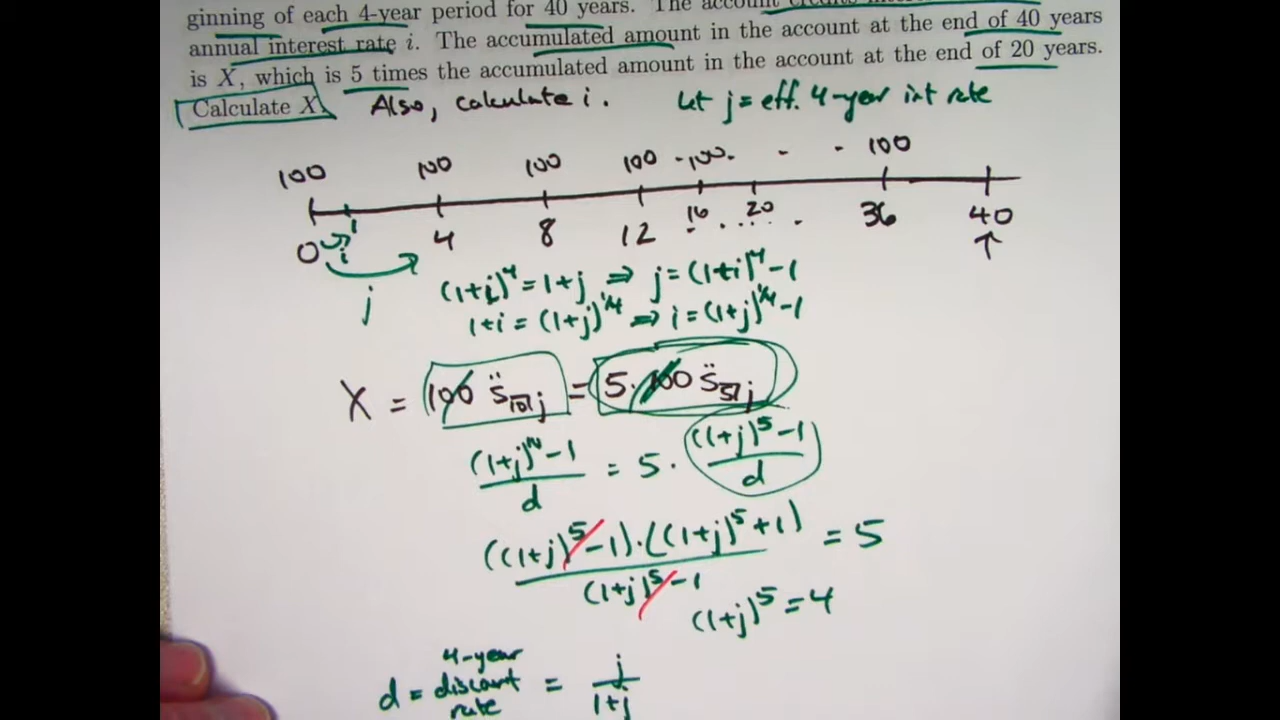 ginning of each 4-year period for 40 years. The account credits
annual interest rate i. The accumulated amount in the account at the end of 40 years
is X, which is 5 times the accumulated amount in the account at the end of 20 years.
Calculate X. Also, calculate i. Let j = eff. 4-year int rate
100 100 100 100 -100. - - 100
0 1 4 8 12 16 . . 20 . . . 36 40
i
j
(1+i)^4 = 1+j ⇒ j = (1+i)^4 - 1
1+i = (1+j)^1/4 ⇒ i = (1+j)^1/4 - 1
X = 100 s̈_10⌉j = 5·100 s̈_5⌉j
((1+j)^10 - 1)/d = 5 · ((1+j)^5 - 1)/d
(((1+j)^5 - 1)·((1+j)^5 + 1))/((1+j)^5 - 1) = 5
(1+j)^5 = 4
d = 4-year discount rate = j/(1+j)